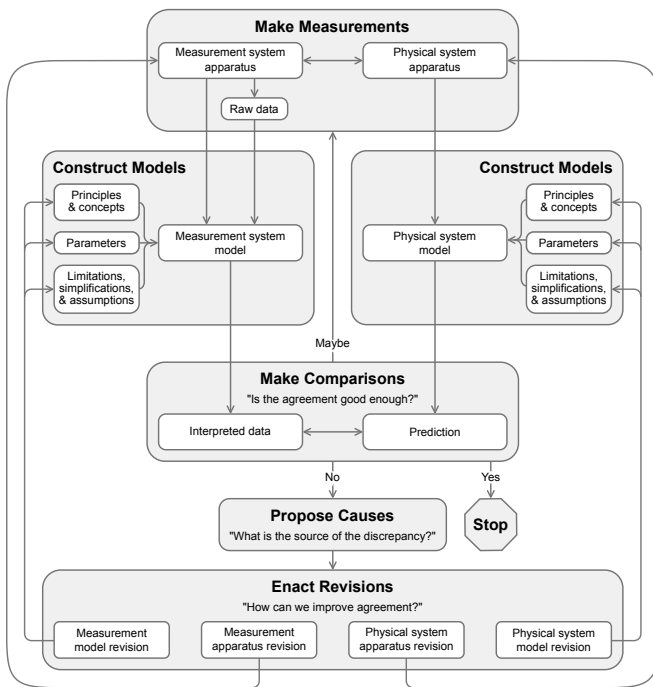 Make Measurements
Measurement system
apparatus
Physical system
apparatus
Raw data
Construct Models
Principles
& concepts
Parameters
Limitations,
simplifications,
& assumptions
Measurement system
model
Construct Models
Physical system
model
Principles
& concepts
Parameters
Limitations,
simplifications,
& assumptions
Maybe
Make Comparisons
"Is the agreement good enough?"
Interpreted data
Prediction
No
Yes
Propose Causes
"What is the source of the discrepancy?"
Stop
Enact Revisions
"How can we improve agreement?"
Measurement
model revision
Measurement
apparatus revision
Physical system
apparatus revision
Physical system
model revision